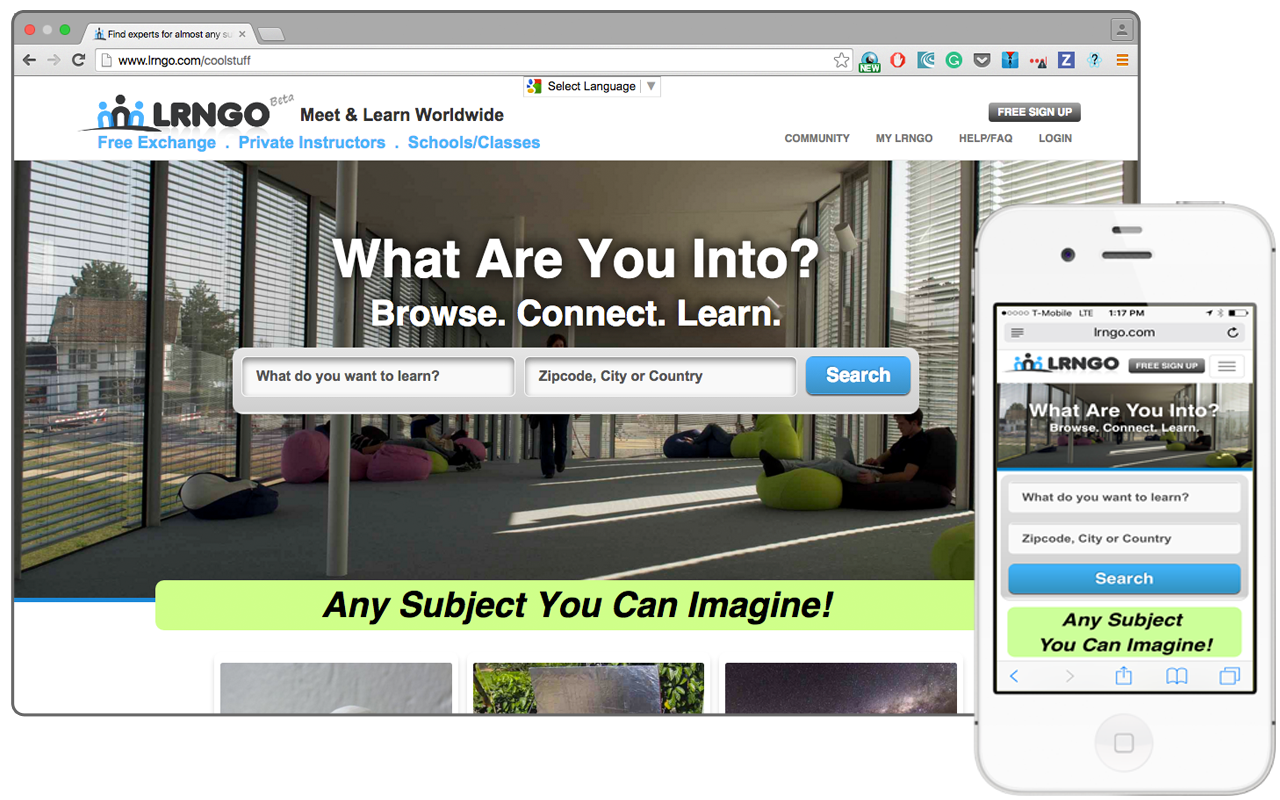 Find experts for almost any su
www.lrngo.com/coolstuff
NEW
Z
?
Select Language
LRNGO Beta
Meet & Learn Worldwide
FREE SIGN UP
Free Exchange . Private Instructors . Schools/Classes
COMMUNITY MY LRNGO HELP/FAQ LOGIN
What Are You Into?
Browse. Connect. Learn.
What do you want to learn? Zipcode, City or Country Search
Any Subject You Can Imagine!
T-Mobile LTE 1:17 PM
lrngo.com
LRNGO FREE SIGN UP
What Are You Into?
Browse. Connect. Learn.
What do you want to learn?
Zipcode, City or Country
Search
Any Subject
You Can Imagine!